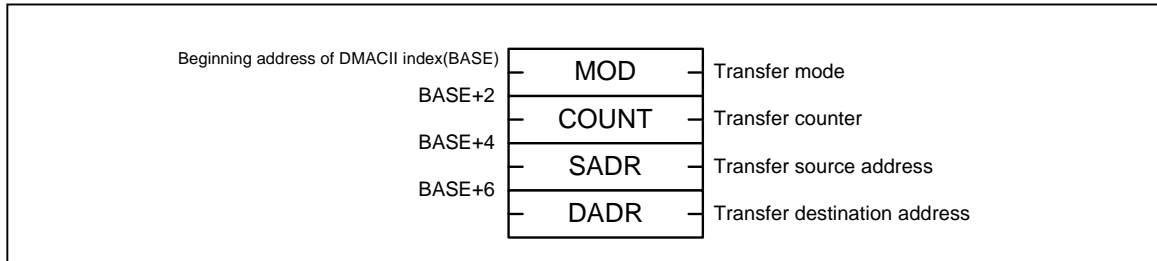 Beginning address of DMACII index(BASE)
MOD
Transfer mode
BASE+2
COUNT
Transfer counter
BASE+4
SADR
Transfer source address
BASE+6
DADR
Transfer destination address